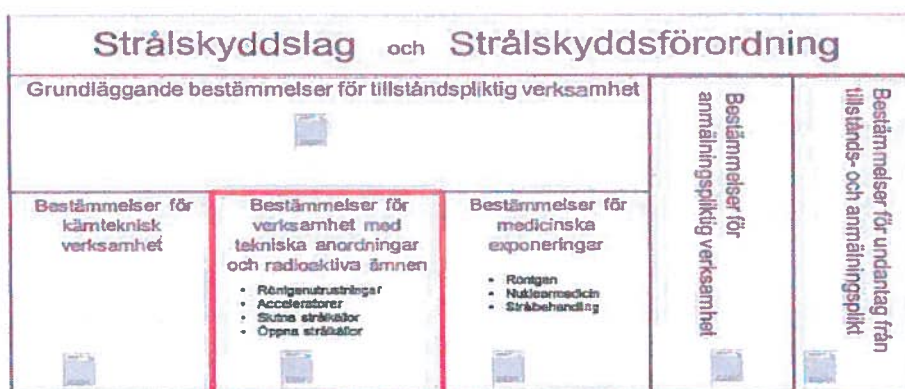 Strålskyddslag och Strålskyddsförordning
Grundläggande bestämmelser för tillståndspliktig verksamhet
Bestämmelser för
kärnteknisk
verksamhet
Bestämmelser för
verksamhet med
tekniska anordningar
och radioaktiva ämnen
• Röntgenutrustningar
• Acceleratorer
• Slutna strålkällor
• Öppna strålkällor
Bestämmelser för
medicinska
exponeringar
• Röntgen
• Nuklearmedicin
• Strålbehandling
Bestämmelser för
anmälningspliktig verksamhet
Bestämmelser för undantag från
tillstånds- och anmälningsplikt